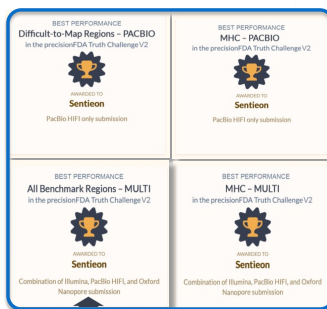 BEST PERFORMANCE
Difficult-to-Map Regions – PACBIO
in the precisionFDA Truth Challenge V2
AWARDED TO
Sentieon
PacBio HIFI only submission
BEST PERFORMANCE
MHC – PACBIO
in the precisionFDA Truth Challenge V2
AWARDED TO
Sentieon
PacBio HIFI only submission
BEST PERFORMANCE
All Benchmark Regions – MULTI
in the precisionFDA Truth Challenge V2
AWARDED TO
Sentieon
Combination of Illumina, PacBio HIFI, and Oxford
Nanopore submission
BEST PERFORMANCE
MHC – MULTI
in the precisionFDA Truth Challenge V2
AWARDED TO
Sentieon
Combination of Illumina, PacBio HIFI, and Oxford
Nanopore submission